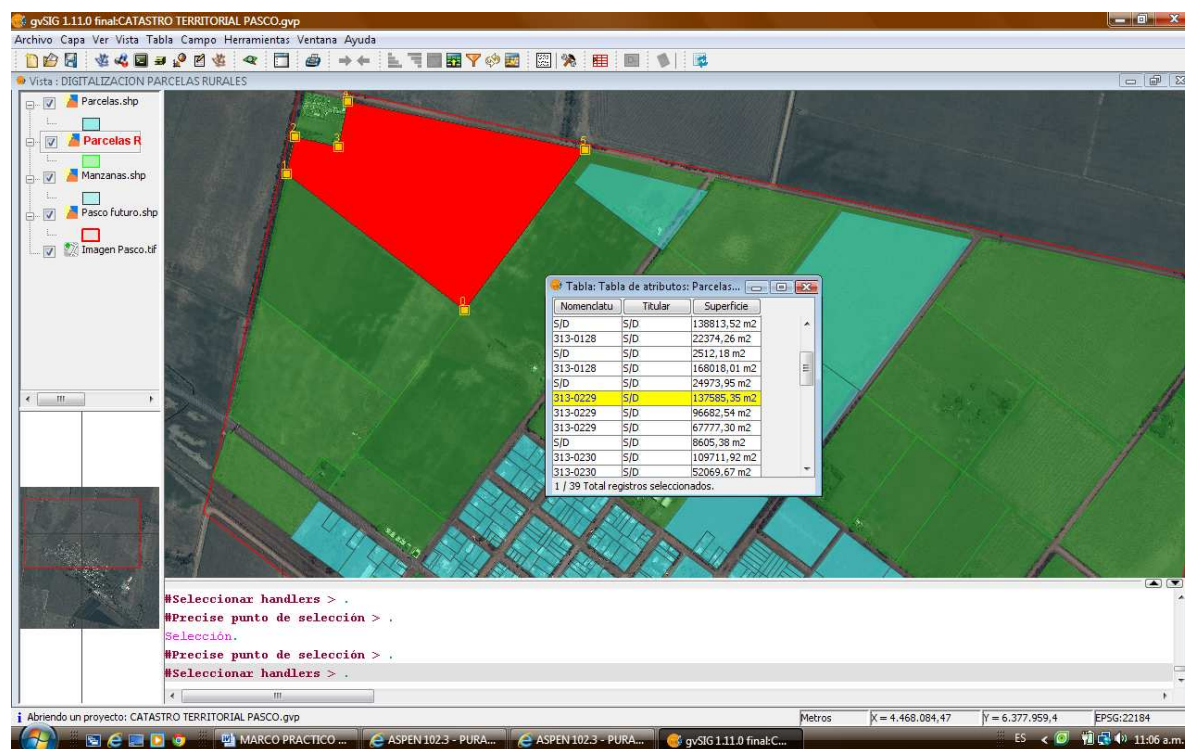 gvSIG 1.11.0 final:CATASTRO TERRITORIAL PASCO.gvp
Archivo Capa Ver Vista Tabla Campo Herramientas Ventana Ayuda
Vista : DIGITALIZACION PARCELAS RURALES
Parcelas.shp
Parcelas R
Manzanas.shp
Pasco futuro.shp
Imagen Pasco.tif
2
3
5
1
0
Tabla: Tabla de atributos: Parcelas...
Nomenclatu Titular Superficie
S/D S/D 138813,52 m2
313-0128 S/D 22374,26 m2
S/D S/D 2512,18 m2
313-0128 S/D 168018,01 m2
S/D S/D 24973,95 m2
313-0229 S/D 137585,35 m2
313-0229 S/D 96682,54 m2
313-0229 S/D 67777,30 m2
S/D S/D 8605,38 m2
313-0230 S/D 109711,92 m2
313-0230 S/D 52069,67 m2
1 / 39 Total registros seleccionados.
#Seleccionar handlers > .
#Precise punto de selección > .
Selección.
#Precise punto de selección > .
#Seleccionar handlers > .
Abriendo un proyecto: CATASTRO TERRITORIAL PASCO.gvp
Metros X = 4.468.084,47 Y = 6.377.959,4 EPSG:22184
MARCO PRACTICO ... ASPEN 102.3 - PURA... ASPEN 102.3 - PURA... gvSIG 1.11.0 final:C... ES 11:06 a.m.